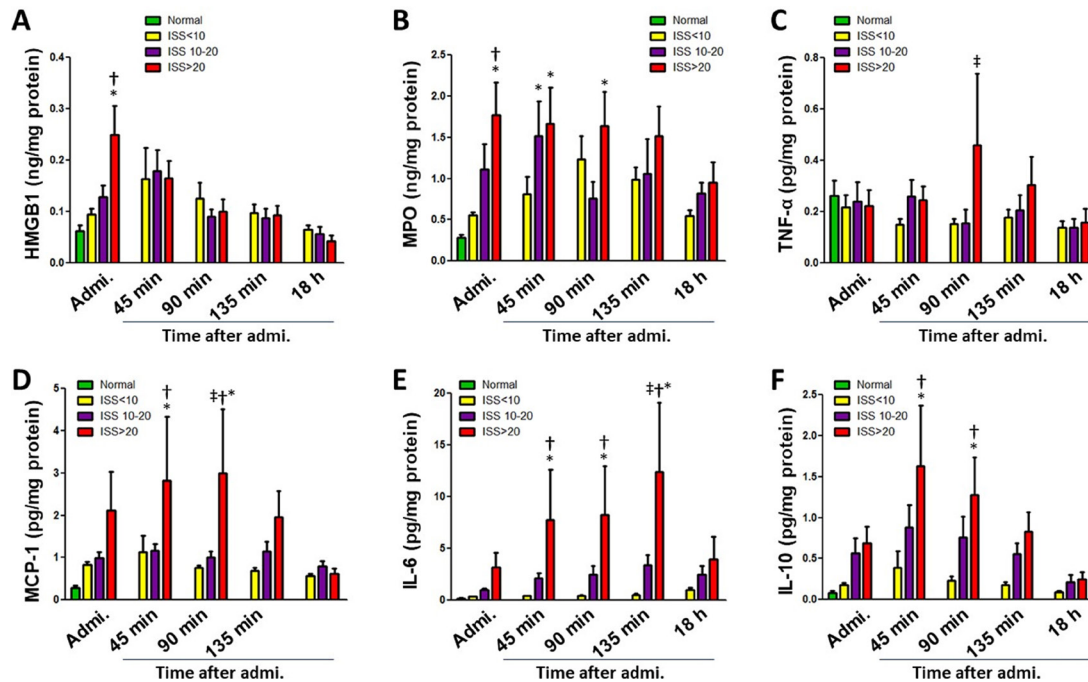 A
Normal
ISS<10
ISS 10-20
ISS>20
HMGB1 (ng/mg protein)
0.4
0.3
0.2
0.1
0.0
†
*
Admi.
45 min
90 min
135 min
18 h
Time after admi.
B
Normal
ISS<10
ISS 10-20
ISS>20
MPO (ng/mg protein)
2.5
2.0
1.5
1.0
0.5
0.0
†
*
*
*
*
Admi.
45 min
90 min
135 min
18 h
Time after admi.
C
Normal
ISS<10
ISS 10-20
ISS>20
TNF-α (pg/mg protein)
0.8
0.6
0.4
0.2
0.0
‡
Admi.
45 min
90 min
135 min
18 h
Time after admi.
D
Normal
ISS<10
ISS 10-20
ISS>20
MCP-1 (pg/mg protein)
5
4
3
2
1
0
†
*
‡†*
Admi.
45 min
90 min
135 min
Time after admi.
E
Normal
ISS<10
ISS 10-20
ISS>20
IL-6 (pg/mg protein)
20
15
10
5
0
†
*
†
*
‡†*
Admi.
45 min
90 min
135 min
18 h
Time after admi.
F
Normal
ISS<10
ISS 10-20
ISS>20
IL-10 (pg/mg protein)
2.5
2.0
1.5
1.0
0.5
0.0
†
*
†
*
Admi.
45 min
90 min
135 min
18 h
Time after admi.